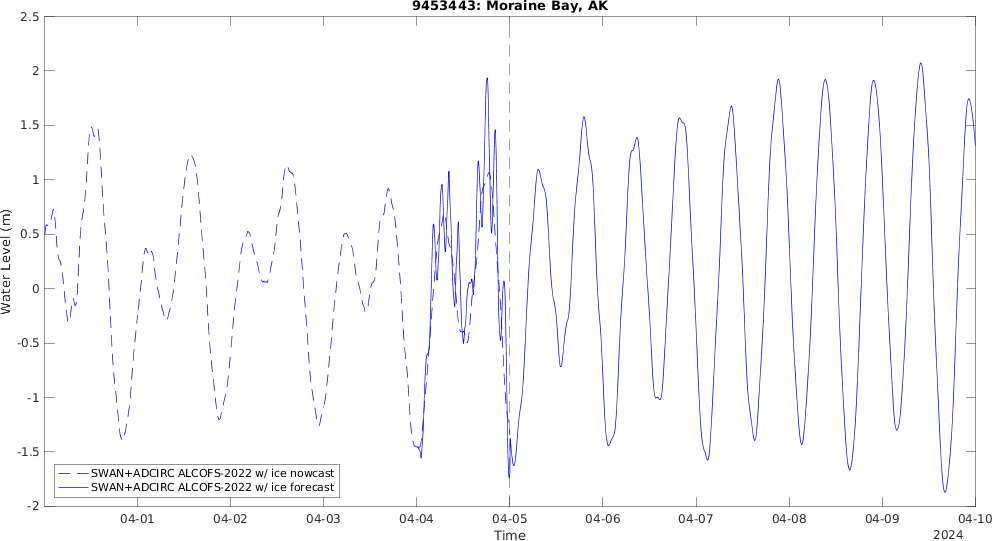 9453443: Moraine Bay, AK
2.5
2
1.5
1
0.5
0
-0.5
-1
-1.5
-2
Water Level (m)
SWAN+ADCIRC ALCOFS-2022 w/ ice nowcast
SWAN+ADCIRC ALCOFS-2022 w/ ice forecast
04-01 04-02 04-03 04-04 04-05 04-06 04-07 04-08 04-09 04-10
Time
2024